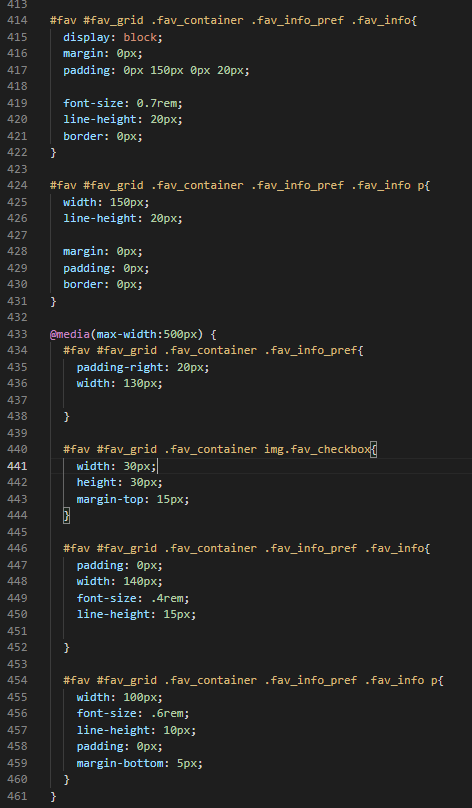 413
414 #fav #fav_grid .fav_container .fav_info_pref .fav_info{
415 display: block;
416 margin: 0px;
417 padding: 0px 150px 0px 20px;
418
419 font-size: 0.7rem;
420 line-height: 20px;
421 border: 0px;
422 }
423
424 #fav #fav_grid .fav_container .fav_info_pref .fav_info p{
425 width: 150px;
426 line-height: 20px;
427
428 margin: 0px;
429 padding: 0px;
430 border: 0px;
431 }
432
433 @media(max-width:500px) {
434 #fav #fav_grid .fav_container .fav_info_pref{
435 padding-right: 20px;
436 width: 130px;
437
438 }
439
440 #fav #fav_grid .fav_container img.fav_checkbox{
441 width: 30px;
442 height: 30px;
443 margin-top: 15px;
444 }
445
446 #fav #fav_grid .fav_container .fav_info_pref .fav_info{
447 padding: 0px;
448 width: 140px;
449 font-size: .4rem;
450 line-height: 15px;
451
452 }
453
454 #fav #fav_grid .fav_container .fav_info_pref .fav_info p{
455 width: 100px;
456 font-size: .6rem;
457 line-height: 10px;
458 padding: 0px;
459 margin-bottom: 5px;
460 }
461 }